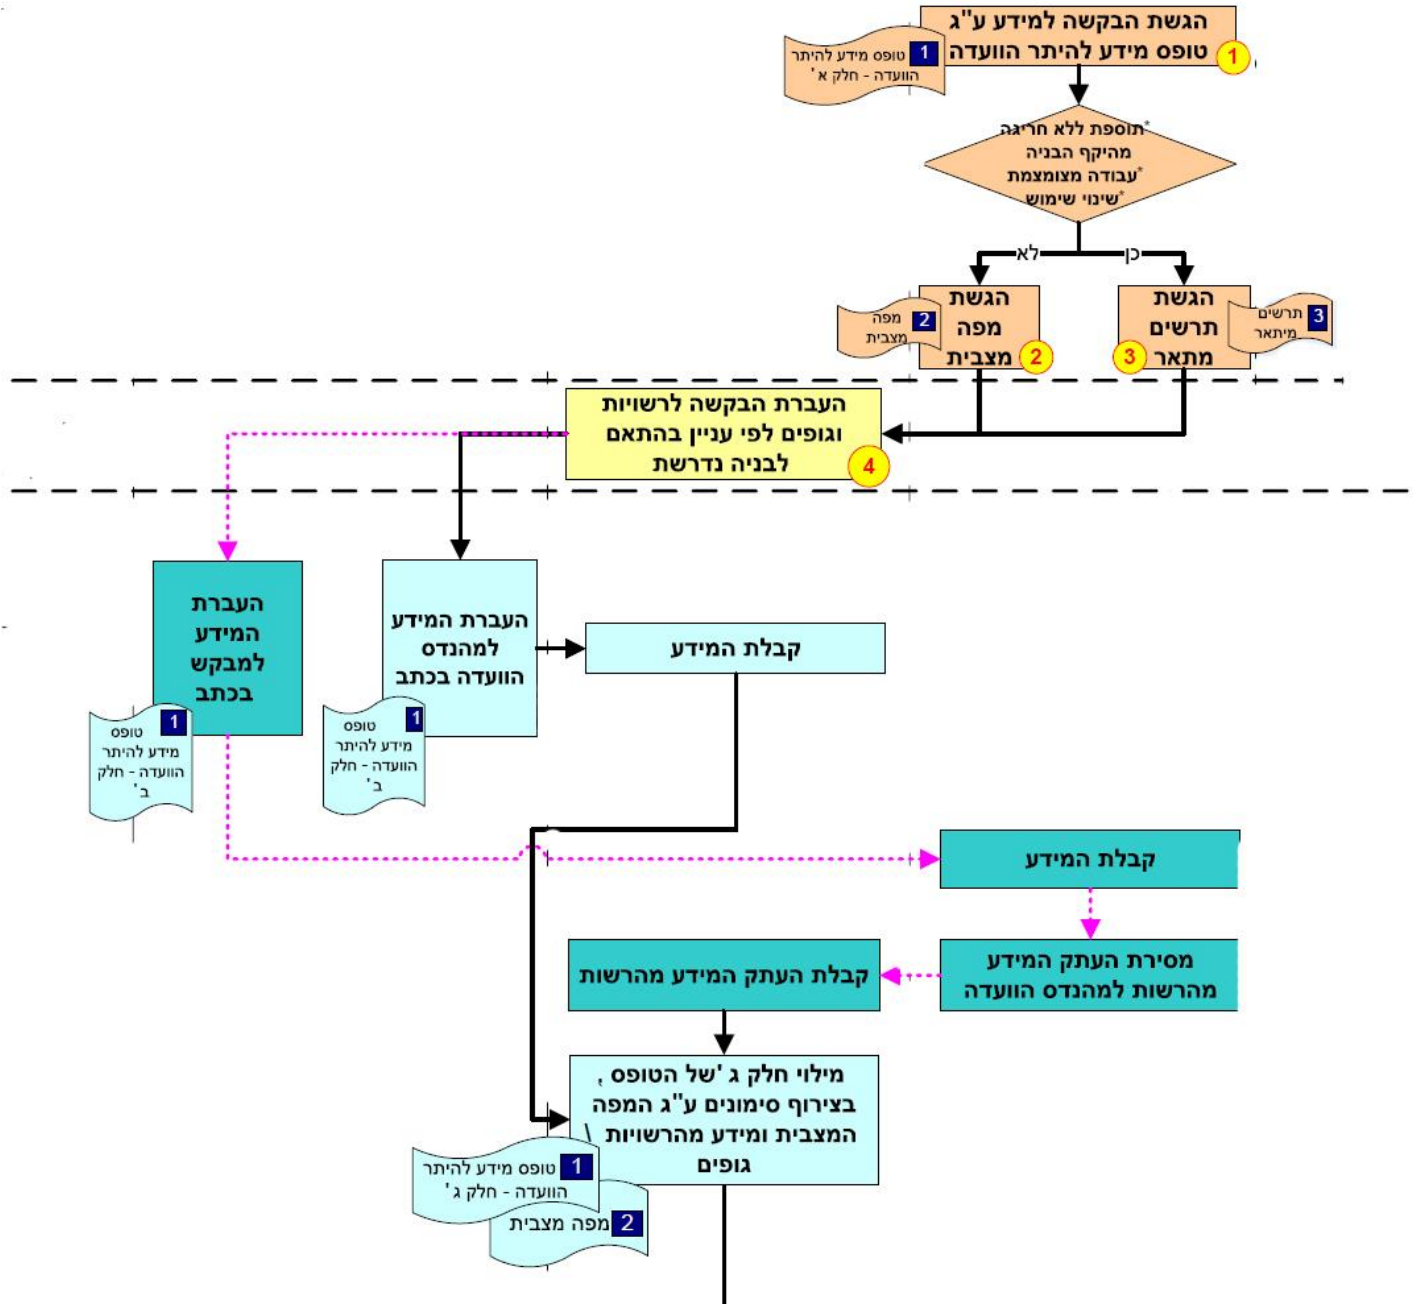 הגשת הבקשה למידע ע"ג
טופס מידע להיתר הוועדה
1
1
טופס מידע להיתר
הוועדה - חלק א'
*תוספת ללא חריגה
מהיקף הבניה
*עבודה מצומצמת
*שינוי שימוש
כן
לא
הגשת
תרשים
מתאר
3
3
תרשים
מיתאר
הגשת
מפה
מצבית
2
2
מפה
מצבית
העברת הבקשה לרשויות
וגופים לפי עניין בהתאם
לבניה נדרשת
4
העברת המידע
למהנדס
הוועדה בכתב
1
טופס
מידע להיתר
הוועדה - חלק
ב'
העברת
המידע
למבקש
בכתב
1
טופס
מידע להיתר
הוועדה - חלק
ב'
קבלת המידע
קבלת המידע
מסירת העתק המידע
מהרשות למהנדס הוועדה
קבלת העתק המידע מהרשות
מילוי חלק ג' של הטופס,
בצירוף סימונים ע"ג המפה
המצבית ומידע מהרשויות \
גופים
1
טופס מידע להיתר
הוועדה - חלק ג'
2
מפה מצבית